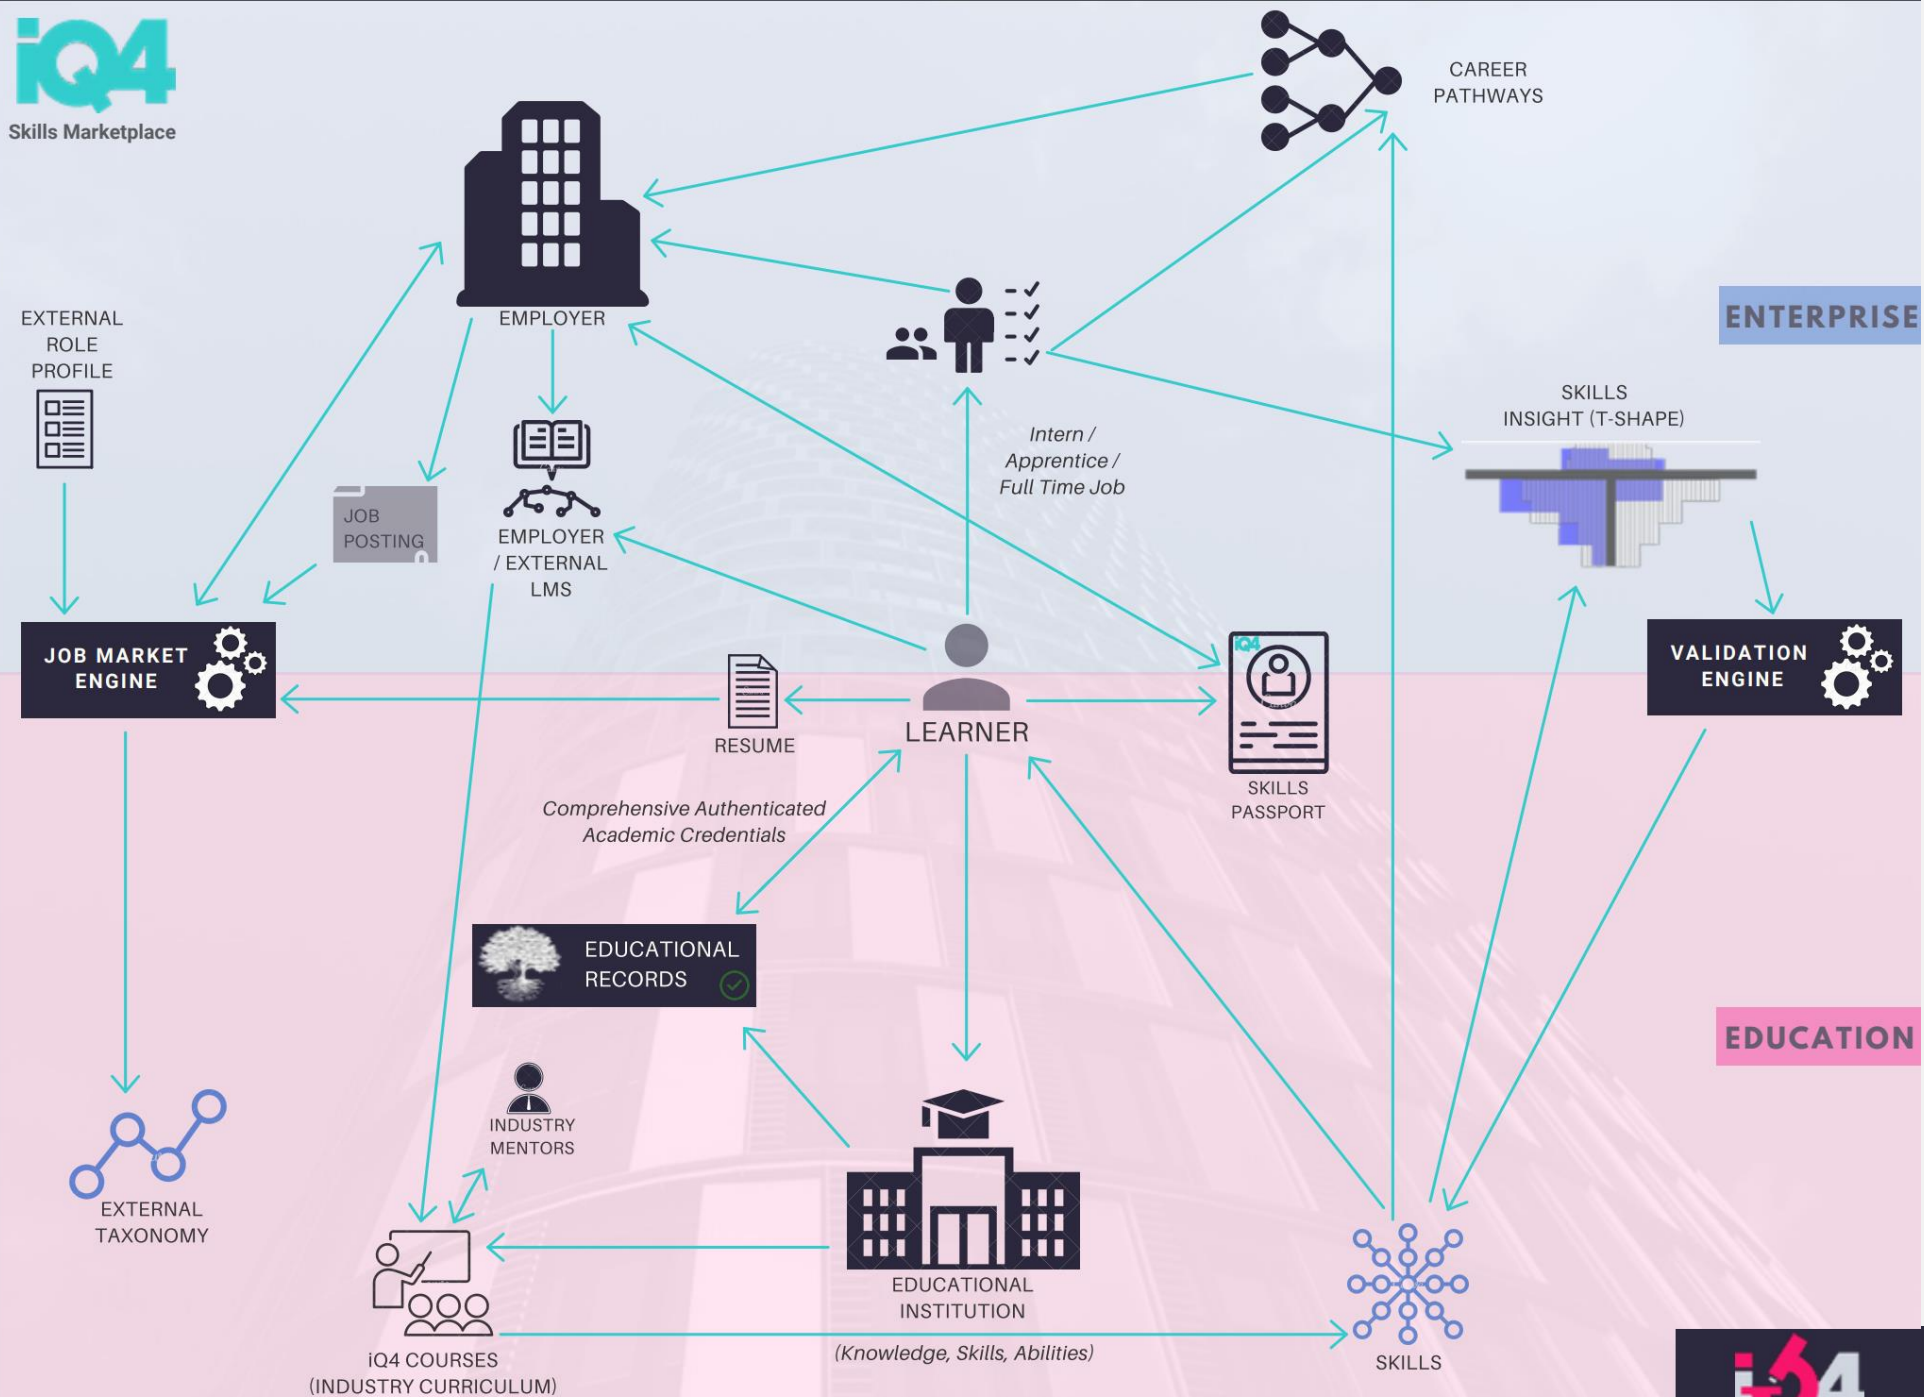 iQ4
Skills Marketplace
CAREER
PATHWAYS
EMPLOYER
EXTERNAL
ROLE
PROFILE
ENTERPRISE
SKILLS
INSIGHT (T-SHAPE)
Intern /
Apprentice /
Full Time Job
JOB
POSTING
EMPLOYER
/ EXTERNAL
LMS
JOB MARKET
ENGINE
iQ4
VALIDATION
ENGINE
RESUME
LEARNER
SKILLS
PASSPORT
Comprehensive Authenticated
Academic Credentials
EDUCATIONAL
RECORDS
EDUCATION
INDUSTRY
MENTORS
EXTERNAL
TAXONOMY
EDUCATIONAL
INSTITUTION
(Knowledge, Skills, Abilities)
iQ4 COURSES
(INDUSTRY CURRICULUM)
SKILLS